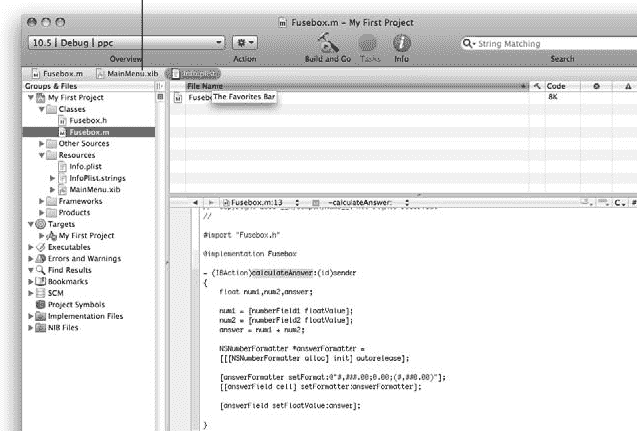 Fusebox.m – My First Project
10.5 | Debug | ppc
String Matching
Overview
Action
Build and Go
Tasks
Info
Search
Fusebox.m
MainMenu.xib
Info.plist
Groups & Files
File Name
Code
My First Project
Classes
Fusebox.h
Fusebox.m
Other Sources
Resources
Info.plist
InfoPlist.strings
MainMenu.xib
Frameworks
Products
Targets
My First Project
Executables
Errors and Warnings
Find Results
Bookmarks
SCM
Project Symbols
Implementation Files
NIB Files
The Favorites Bar
8K
Fusebox.m:13
-calculateAnswer:
C
#
//
#import "Fusebox.h"
@implementation Fusebox
- (IBAction)calculateAnswer:(id)sender
{
float num1,num2,answer;
num1 = [numberField1 floatValue];
num2 = [numberField2 floatValue];
answer = num1 + num2;
NSNumberFormatter *answerFormatter =
[[[NSNumberFormatter alloc] init] autorelease];
[answerFormatter setFormat:@"#,###.00;0.00;(#,##0.00)"];
[[answerField cell] setFormatter:answerFormatter];
[answerField setFloatValue:answer];
}